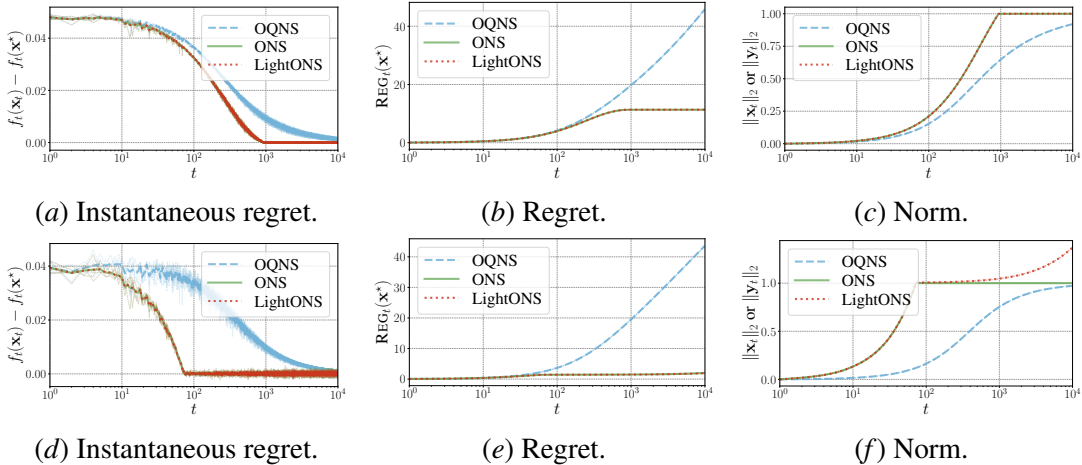 f_t(x_t) − f_t(x*)
0.04
0.02
0.00
OQNS
ONS
LightONS
10^0 10^1 10^2 10^3 10^4
t
(a) Instantaneous regret.
REG_t(x*)
40
20
0
OQNS
ONS
LightONS
10^0 10^1 10^2 10^3 10^4
t
(b) Regret.
‖x_t‖_2 or ‖y_t‖_2
1.00
0.75
0.50
0.25
0.00
OQNS
ONS
LightONS
10^0 10^1 10^2 10^3 10^4
t
(c) Norm.
f_t(x_t) − f_t(x*)
0.04
0.02
0.00
OQNS
ONS
LightONS
10^0 10^1 10^2 10^3 10^4
t
(d) Instantaneous regret.
REG_t(x*)
40
30
20
10
0
OQNS
ONS
LightONS
10^0 10^1 10^2 10^3 10^4
t
(e) Regret.
‖x_t‖_2 or ‖y_t‖_2
1.0
0.5
0.0
OQNS
ONS
LightONS
10^0 10^1 10^2 10^3 10^4
t
(f) Norm.